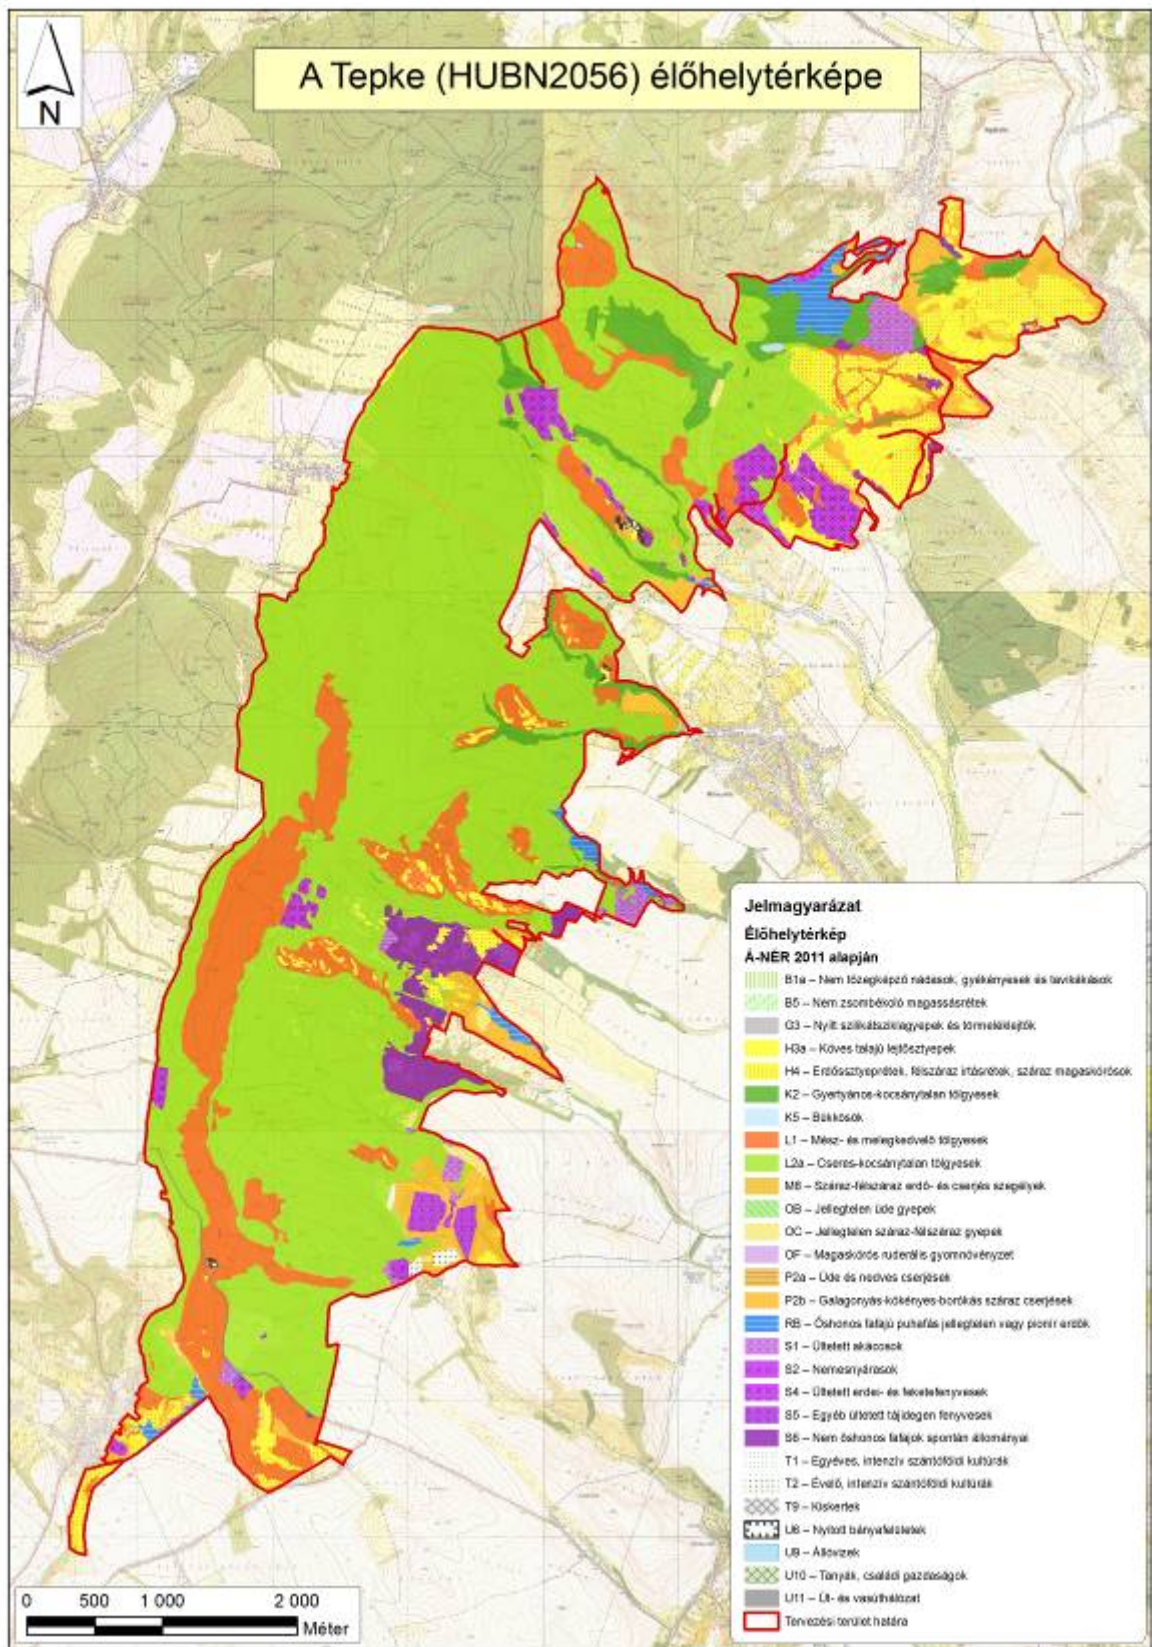 A Tepke (HUBN2056) élőhelytérképe
N
Jelmagyarázat
Élőhelytérkép
Á-NÉR 2011 alapján
B1a – Nem tőzegképző nádasok, gyékényesek és tavikákások
B5 – Nem zsombékoló magassásrétek
G3 – Nyílt szilikátsziklagyepek és törmeléklejtők
H3a – Köves talajú lejtősztyepek
H4 – Erdőssztyeprétek, félszáraz irtásrétek, száraz magaskórósok
K2 – Gyertyános-kocsánytalan tölgyesek
K5 – Bükkösök
L1 – Mész- és melegkedvelő tölgyesek
L2a – Cseres-kocsánytalan tölgyesek
M8 – Száraz-félszáraz erdő- és cserjés szegélyek
OB – Jellegtelen üde gyepek
OC – Jellegtelen száraz-félszáraz gyepek
OF – Magaskórós ruderális gyomnövényzet
P2a – Üde és nedves cserjések
P2b – Galagonyás-kökényes-borókás száraz cserjések
RB – Őshonos fafajú puhafás jellegtelen vagy pionír erdők
S1 – Ültetett akácosok
S2 – Nemesnyárasok
S4 – Ültetett erdei- és feketefenyvesek
S5 – Egyéb ültetett tájidegen fenyvesek
S6 – Nem őshonos fafajok spontán állományai
T1 – Egyéves, intenzív szántóföldi kultúrák
T2 – Évelő, intenzív szántóföldi kultúrák
T9 – Kiskertek
U6 – Nyitott bányafelületek
U9 – Állóvizek
U10 – Tanyák, családi gazdaságok
U11 – Út- és vasúthálózat
Tervezési terület határa
0 500 1 000 2 000
Méter